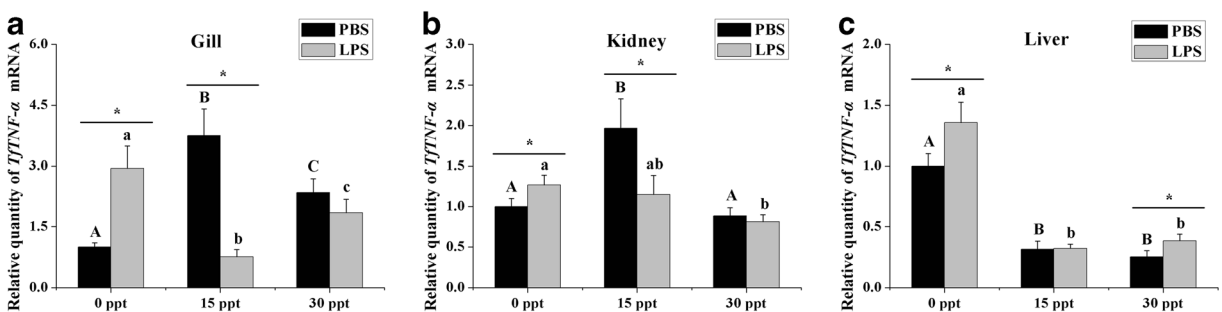 a
Relative quantity of TfTNF-α mRNA
6.0
4.5
3.0
1.5
0.0
Gill
PBS
LPS
*
A
a
*
B
b
C
c
0 ppt
15 ppt
30 ppt
b
Relative quantity of TfTNF-α mRNA
3.0
2.5
2.0
1.5
1.0
0.5
0.0
Kidney
PBS
LPS
*
A
a
*
B
ab
A
b
0 ppt
15 ppt
30 ppt
c
Relative quantity of TfTNF-α mRNA
2.0
1.5
1.0
0.5
0.0
Liver
PBS
LPS
*
A
a
B
b
*
B
b
0 ppt
15 ppt
30 ppt